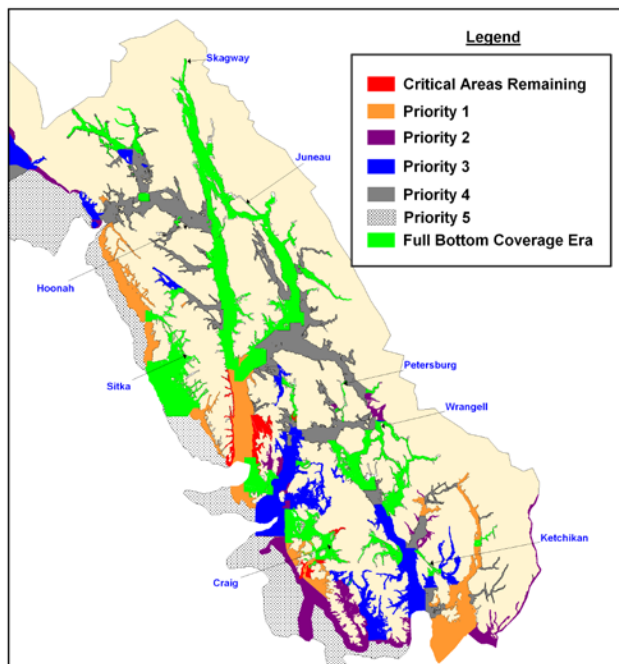 Legend
Critical Areas Remaining
Priority 1
Priority 2
Priority 3
Priority 4
Priority 5
Full Bottom Coverage Era
Skagway
Juneau
Hoonah
Sitka
Petersburg
Wrangell
Ketchikan
Craig